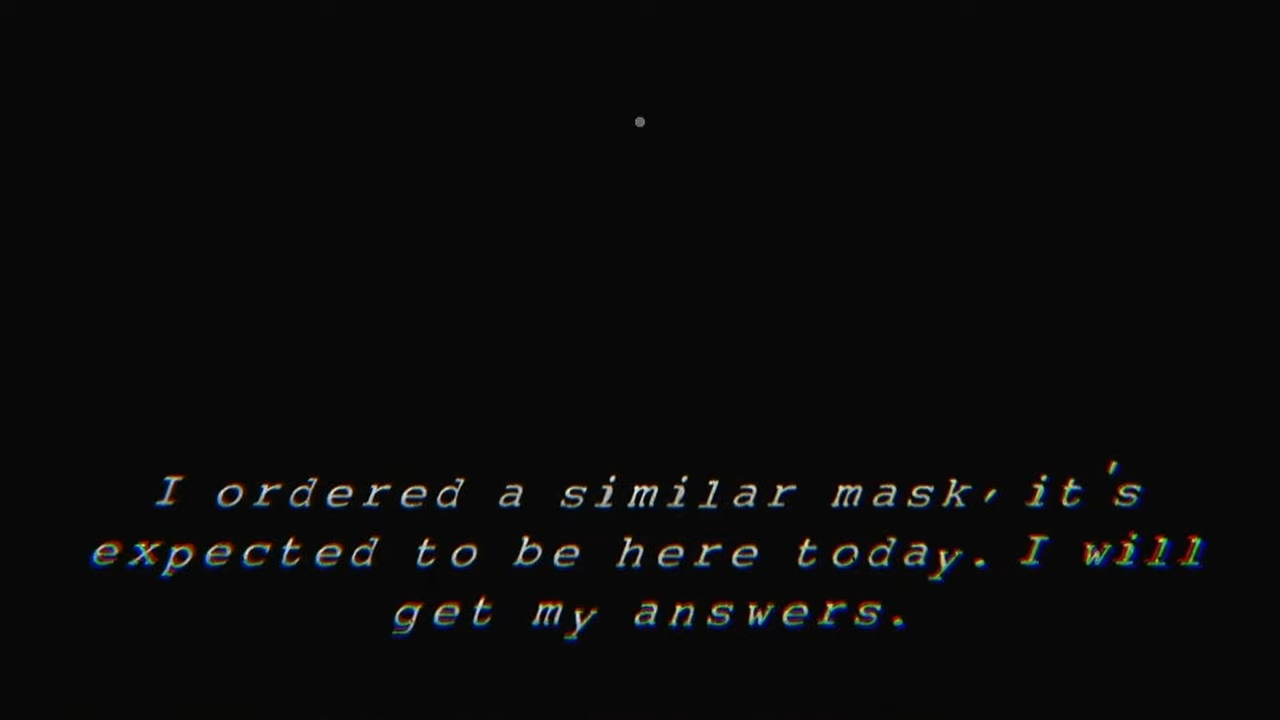 I ordered a similar mask, it's
expected to be here today. I will
get my answers.